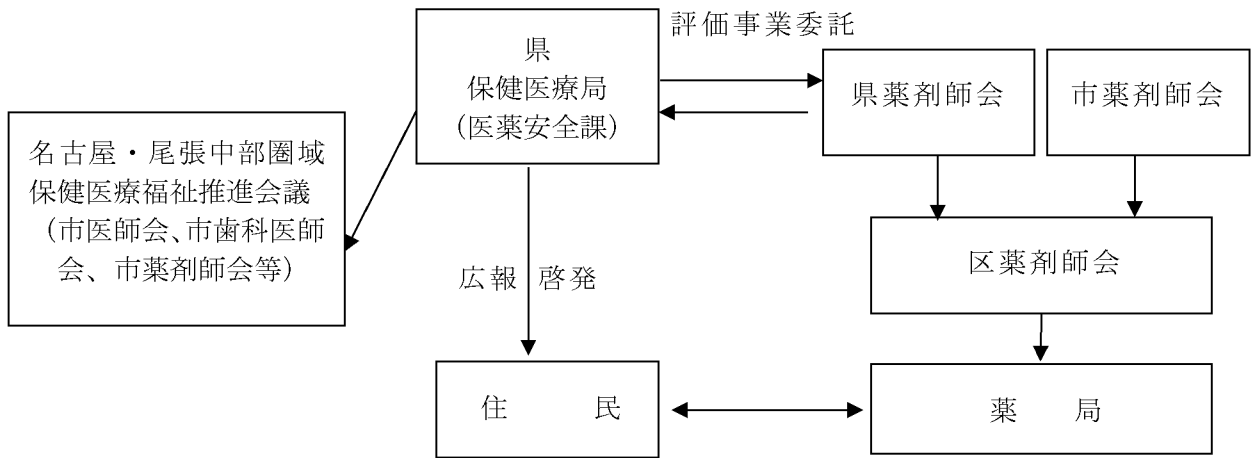 評価事業委託
県
保健医療局
（医薬安全課）
県薬剤師会
市薬剤師会
名古屋・尾張中部圏域
保健医療福祉推進会議
（市医師会、市歯科医師
会、市薬剤師会等）
区薬剤師会
広報 啓発
住　　民
薬　　局